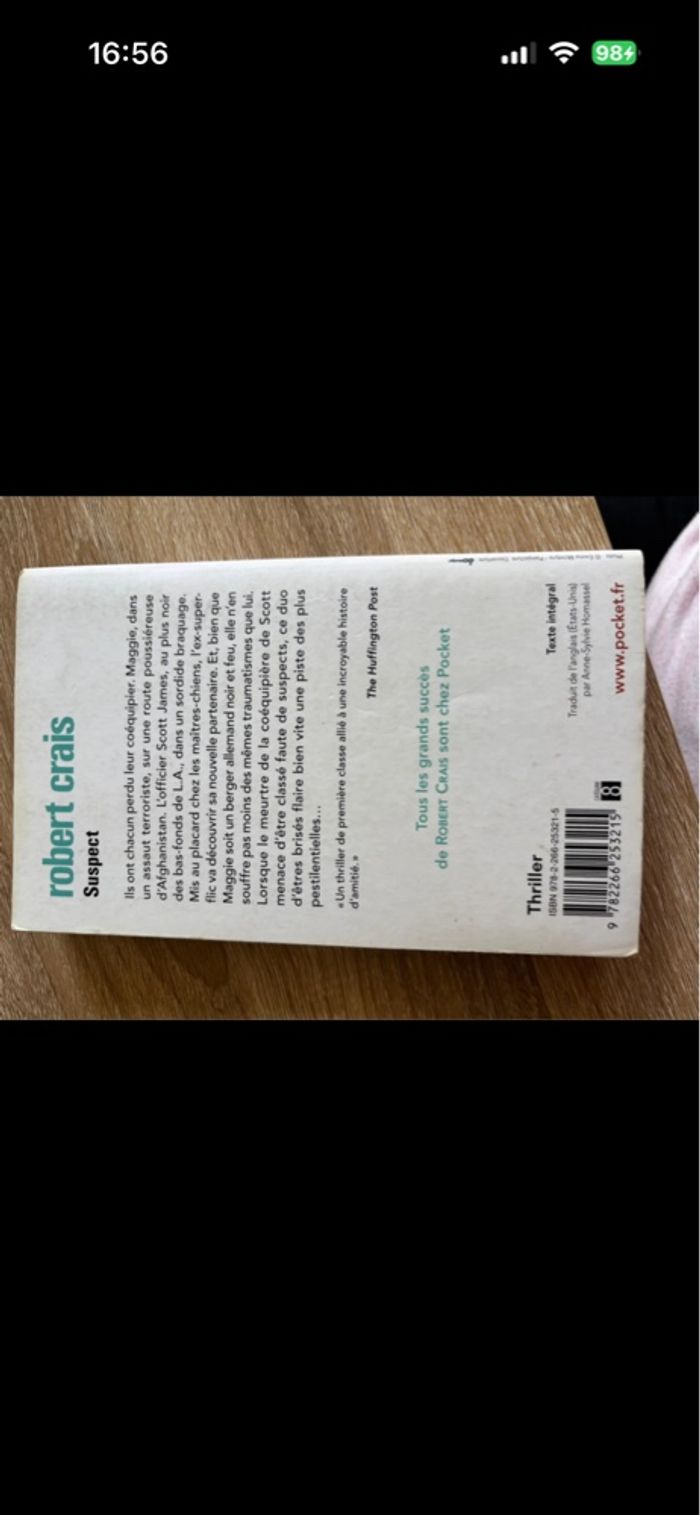 16:56
98
robert crais
Suspect
Ils ont chacun perdu leur coéquipier. Maggie, dans
un assaut terroriste, sur une route poussiéreuse
d'Afghanistan. L'officier Scott James, au plus noir
des bas-fonds de L.A., dans un sordide braquage.
Mis au placard chez les maîtres-chiens, l'ex-super-
flic va découvrir sa nouvelle partenaire. Et, bien que
Maggie soit un berger allemand noir et feu, elle n'en
souffre pas moins des mêmes traumatismes que lui.
Lorsque le meurtre de la coéquipière de Scott
menace d'être classé faute de suspects, ce duo
d'êtres brisés flaire bien vite une piste des plus
pestilentielles...
«Un thriller de première classe allié à une incroyable histoire
d'amitié.»
The Huffington Post
Tous les grands succès
de ROBERT CRAIS sont chez Pocket
Thriller
ISBN 978-2-266-25321-5
9 782266 253215
8
Texte intégral
Traduit de l'anglais (États-Unis)
par Anne-Sylvie Homassel
www.pocket.fr